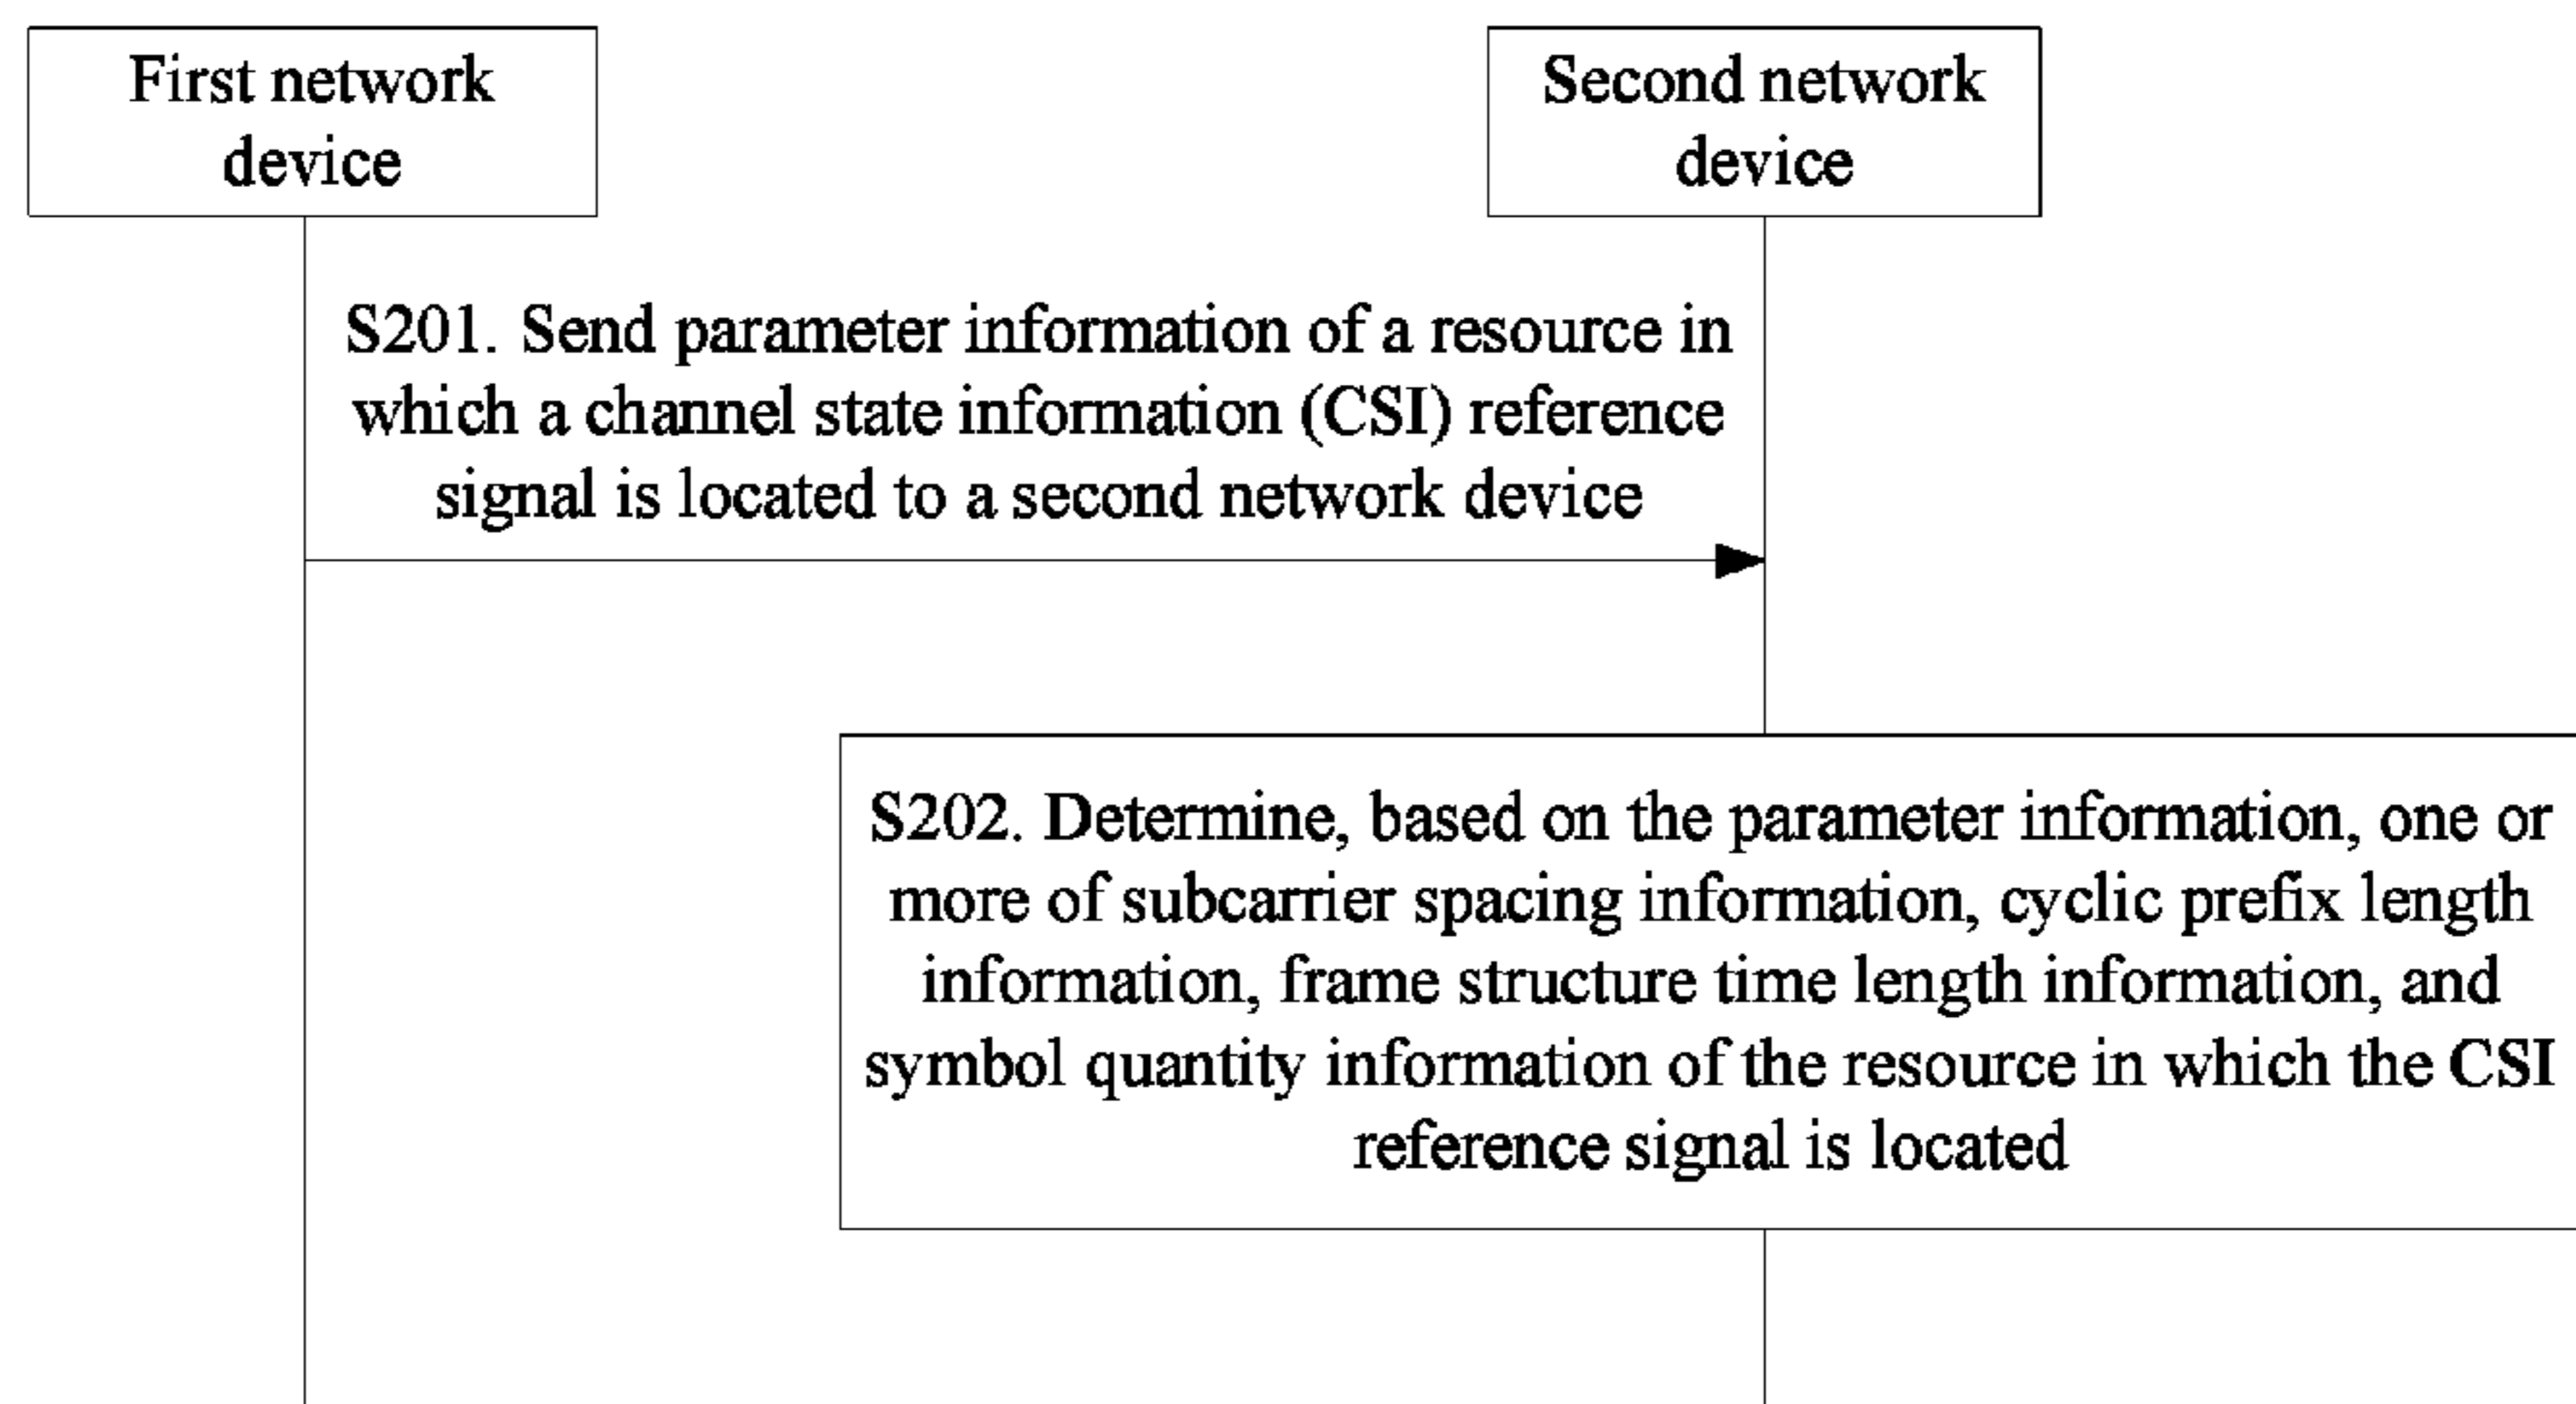 First network
device
Second network
device
S201. Send parameter information of a resource in
which a channel state information (CSI) reference
signal is located to a second network device
S202. Determine, based on the parameter information, one or
more of subcarrier spacing information, cyclic prefix length
information, frame structure time length information, and
symbol quantity information of the resource in which the CSI
reference signal is located